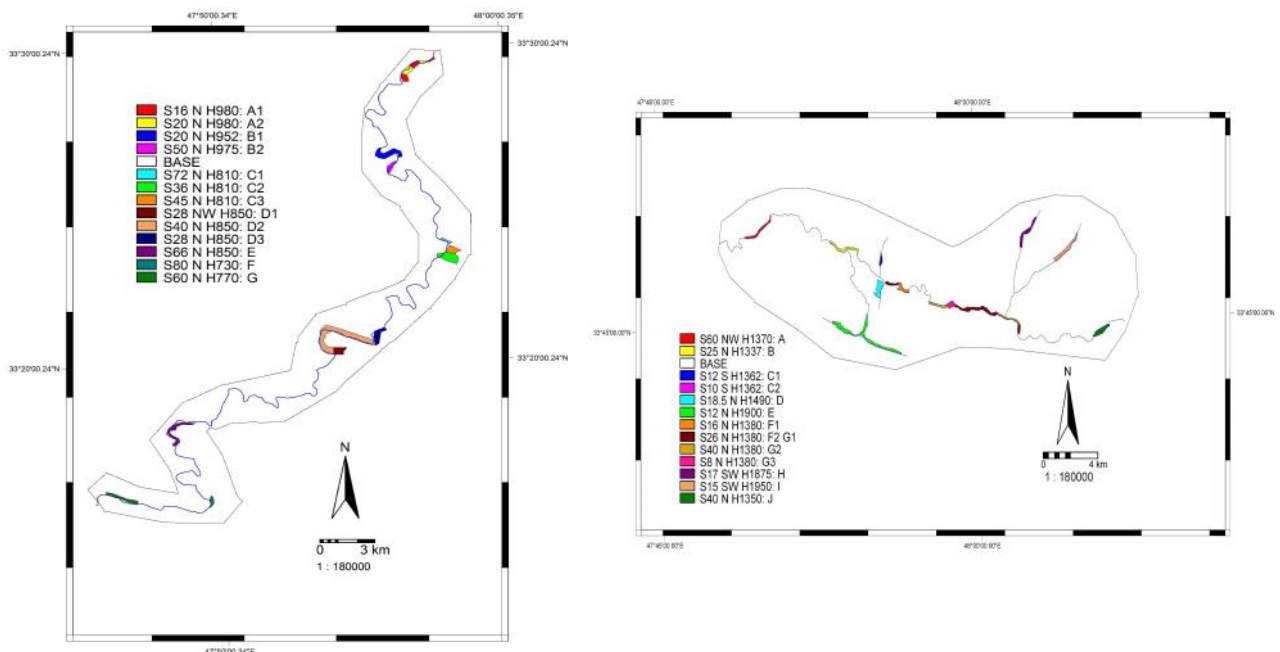 47°50'00.34"E
48°00'00.35"E
33°30'00.24"N
33°30'00.24"N
S16 N H980: A1
S20 N H980: A2
S20 N H952: B1
S50 N H975: B2
BASE
S72 N H810: C1
S36 N H810: C2
S45 N H810: C3
S28 NW H850: D1
S40 N H850: D2
S28 N H850: D3
S66 N H850: E
S80 N H730: F
S60 N H770: G
33°20'00.24"N
33°20'00.24"N
N
0 3 km
1 : 180000
47°50'00.34"E
48°00'00.00"E
33°45'00.00"N
33°45'00.00"N
S60 NW H1370: A
S25 N H1337: B
BASE
S12 S H1362: C1
S10 S H1362: C2
S18.5 N H1490: D
S12 N H1900: E
S16 N H1380: F1
S26 N H1380: F2 G1
S40 N H1380: G2
S8 N H1380: G3
S17 SW H1875: H
S15 SW H1950: I
S40 N H1350: J
N
0 4 km
1 : 180000
47°45'00.00"E
48°00'00.00"E